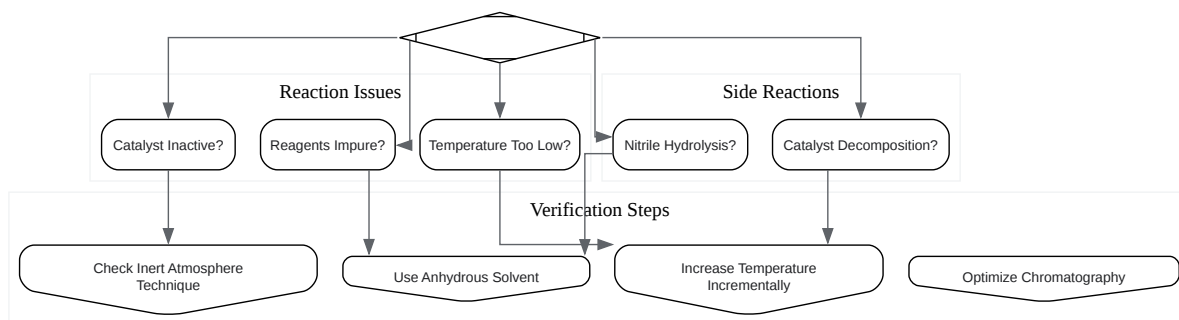 Reaction Issues
Side Reactions
Catalyst Inactive?
Reagents Impure?
Temperature Too Low?
Nitrile Hydrolysis?
Catalyst Decomposition?
Verification Steps
Check Inert Atmosphere
Technique
Use Anhydrous Solvent
Increase Temperature
Incrementally
Optimize Chromatography